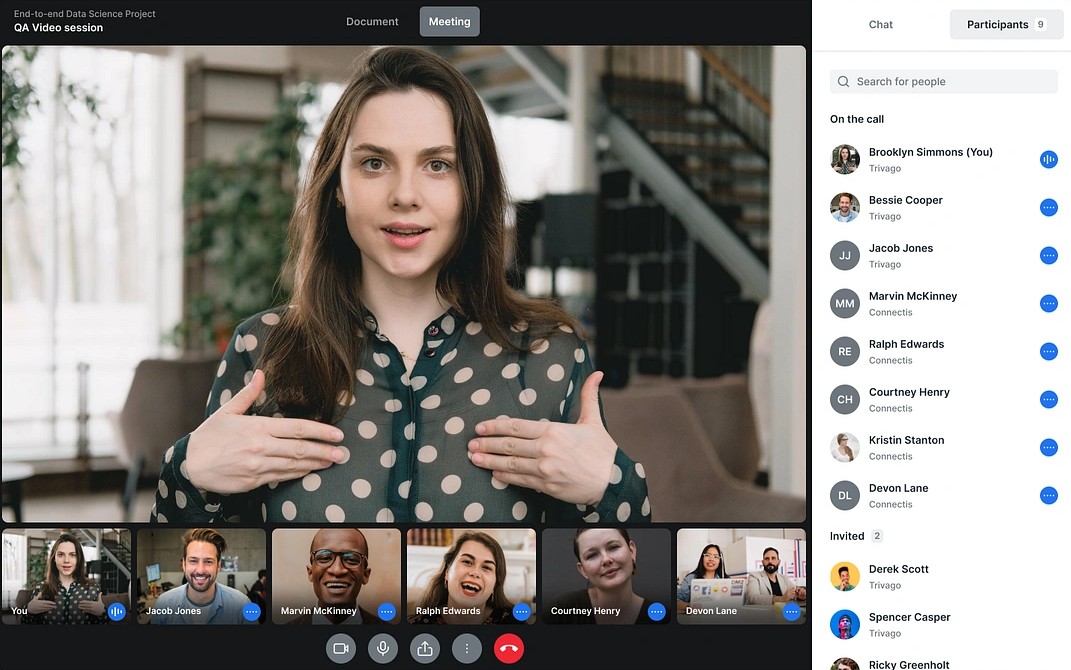 End-to-end Data Science Project
QA Video session
Document
Meeting
Chat
Participants 9
Search for people
On the call
Brooklyn Simmons (You)
Trivago
Bessie Cooper
Trivago
JJ
Jacob Jones
Trivago
MM
Marvin McKinney
Connectis
RE
Ralph Edwards
Connectis
CH
Courtney Henry
Connectis
Kristin Stanton
Connectis
DL
Devon Lane
Connectis
Invited 2
Derek Scott
Trivago
Spencer Casper
Trivago
Ricky Greenholt
You
Jacob Jones
Marvin McKinney
Ralph Edwards
Courtney Henry
Devon Lane